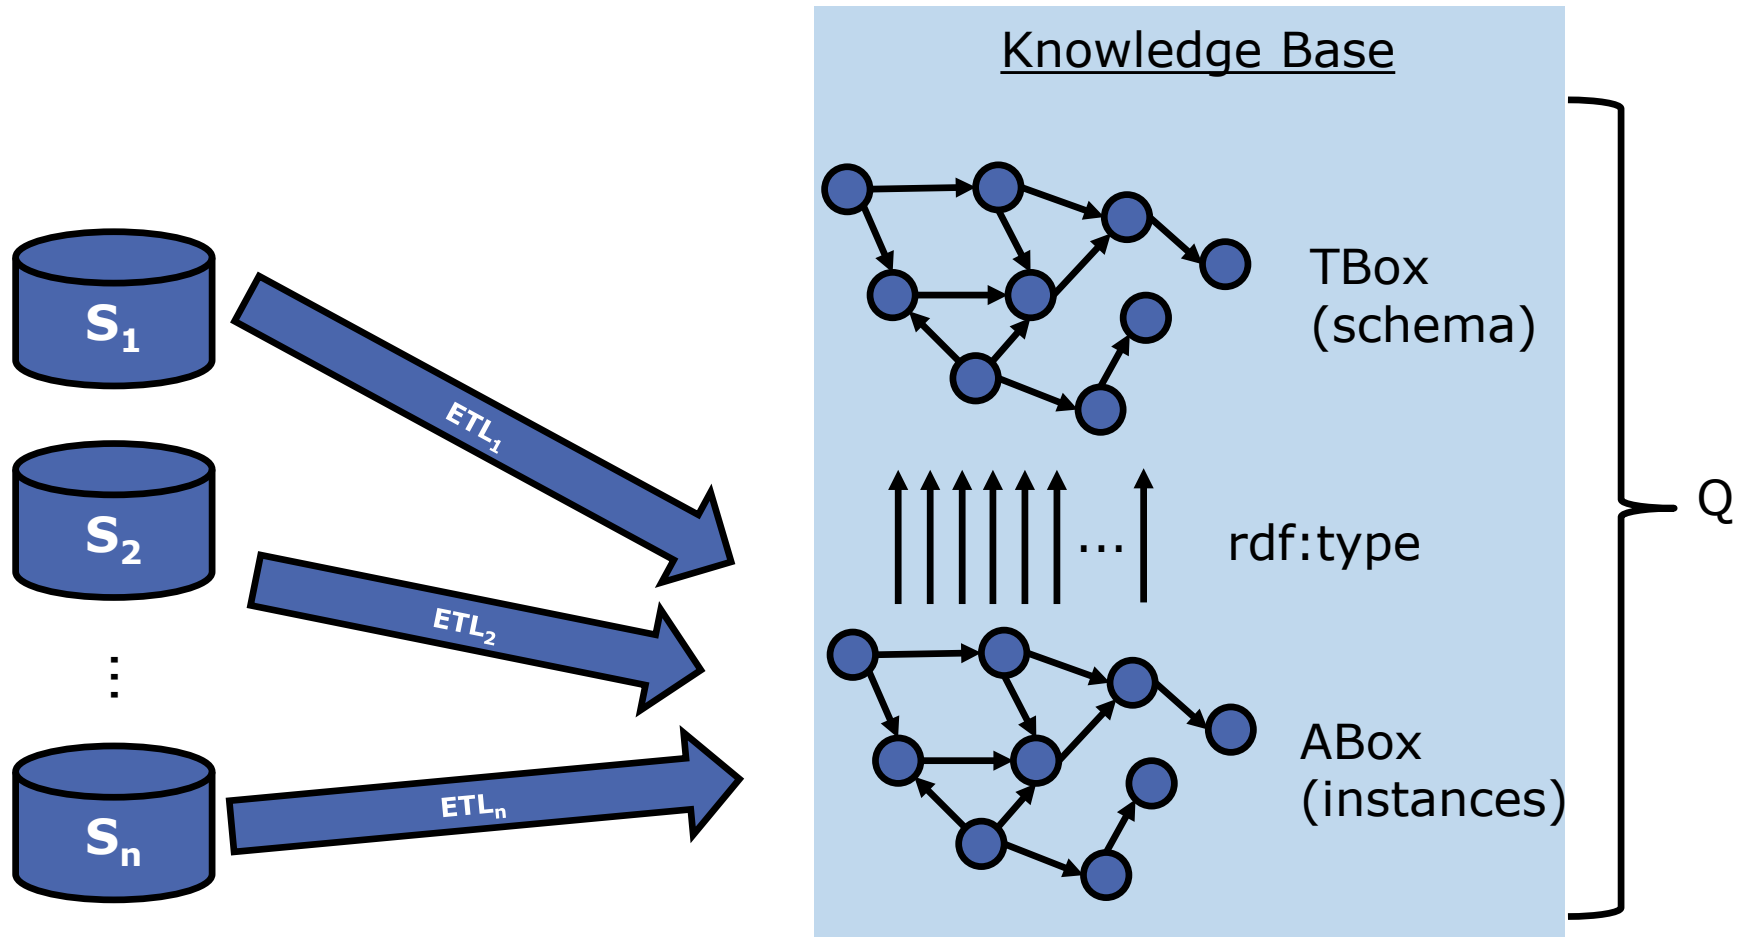 Knowledge Base
S1
ETL1
TBox
(schema)
S2
ETL2
...
rdf:type
Q
...
Sn
ETLn
ABox
(instances)